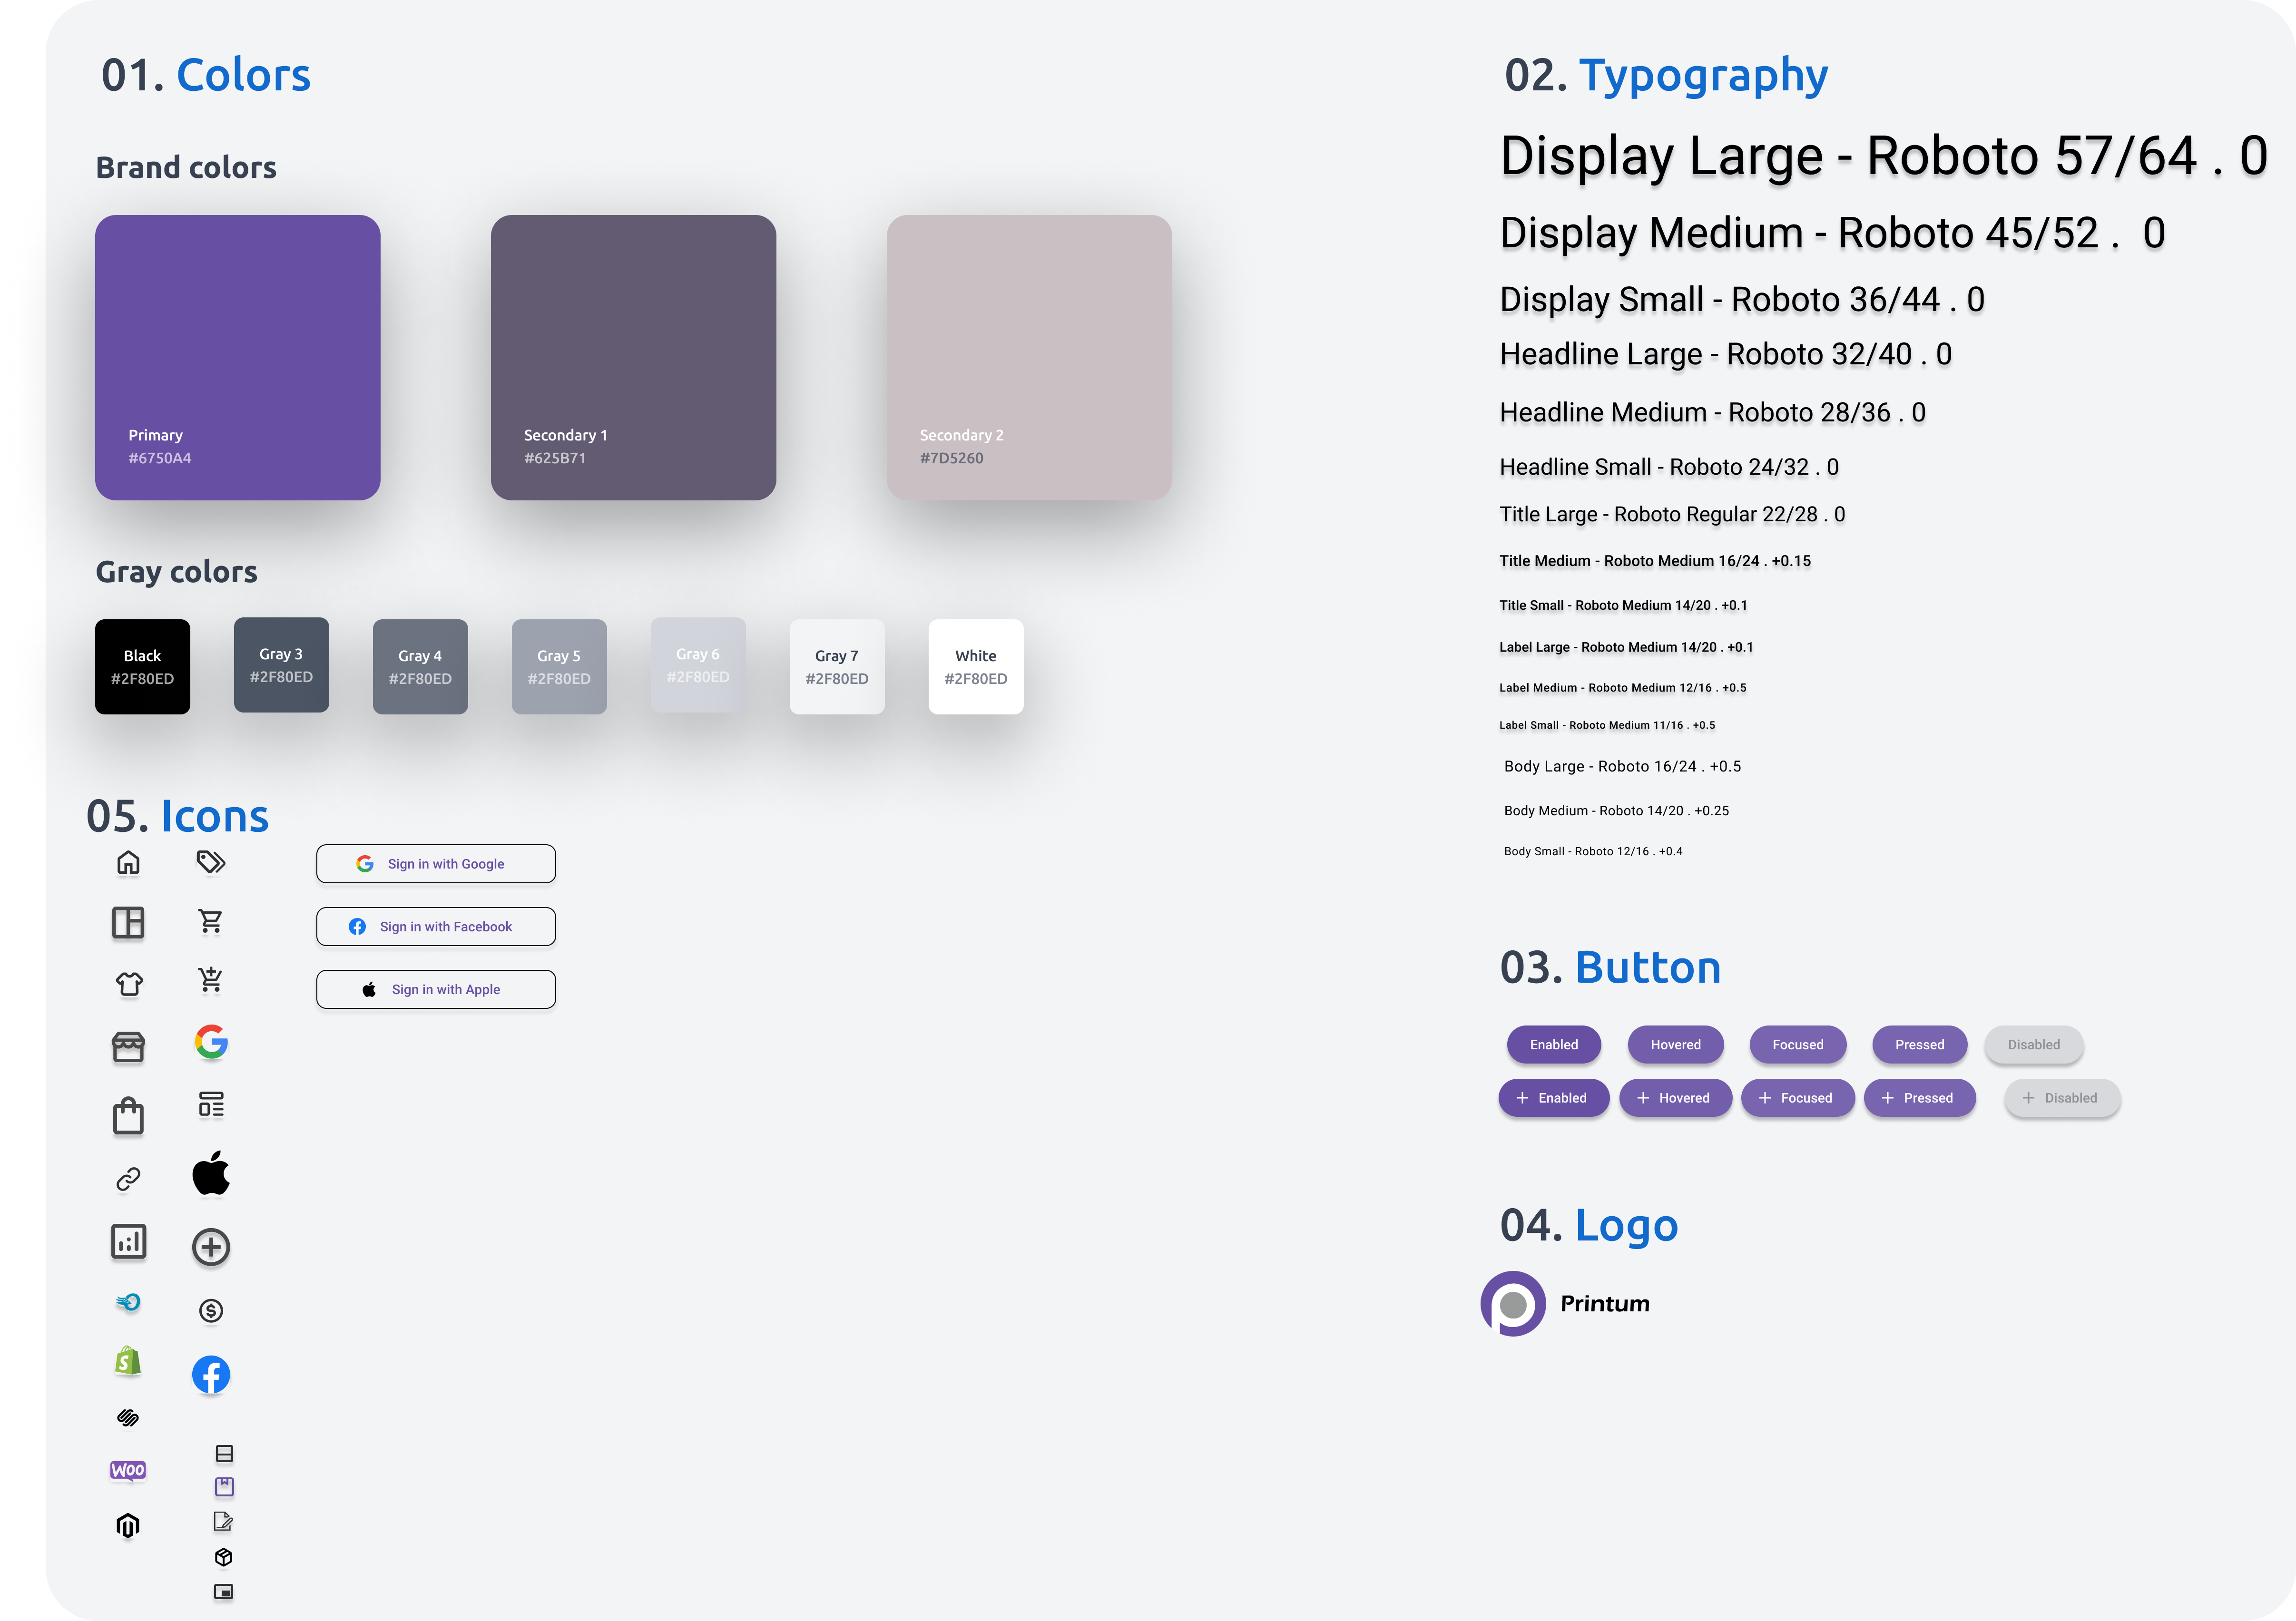 01. Colors
Brand colors
Primary
#6750A4
Secondary 1
#625B71
Secondary 2
#7D5260
Gray colors
Black
#2F80ED
Gray 3
#2F80ED
Gray 4
#2F80ED
Gray 5
#2F80ED
Gray 6
#2F80ED
Gray 7
#2F80ED
White
#2F80ED
05. Icons
Sign in with Google
Sign in with Facebook
Sign in with Apple
Woo
02. Typography
Display Large - Roboto 57/64 . 0
Display Medium - Roboto 45/52 .  0
Display Small - Roboto 36/44 . 0
Headline Large - Roboto 32/40 . 0
Headline Medium - Roboto 28/36 . 0
Headline Small - Roboto 24/32 . 0
Title Large - Roboto Regular 22/28 . 0
Title Medium - Roboto Medium 16/24 . +0.15
Title Small - Roboto Medium 14/20 . +0.1
Label Large - Roboto Medium 14/20 . +0.1
Label Medium - Roboto Medium 12/16 . +0.5
Label Small - Roboto Medium 11/16 . +0.5
Body Large - Roboto 16/24 . +0.5
Body Medium - Roboto 14/20 . +0.25
Body Small - Roboto 12/16 . +0.4
03. Button
Enabled Hovered Focused Pressed Disabled
+ Enabled + Hovered + Focused + Pressed + Disabled
04. Logo
Printum